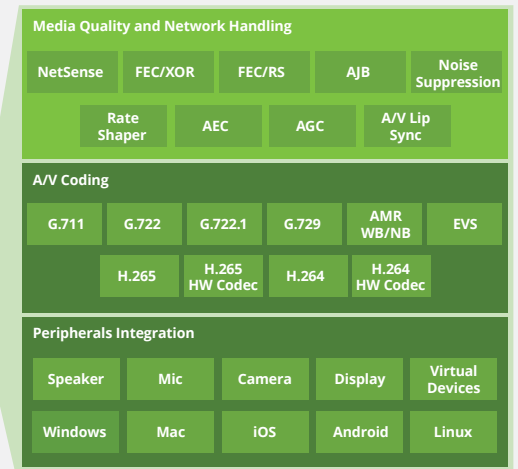 Media Quality and Network Handling
NetSense FEC/XOR FEC/RS AJB Noise
Suppression
Rate
Shaper AEC AGC A/V Lip
Sync
A/V Coding
G.711 G.722 G.722.1 G.729 AMR
WB/NB EVS
H.265 H.265
HW Codec H.264 H.264
HW Codec
Peripherals Integration
Speaker Mic Camera Display Virtual
Devices
Windows Mac iOS Android Linux